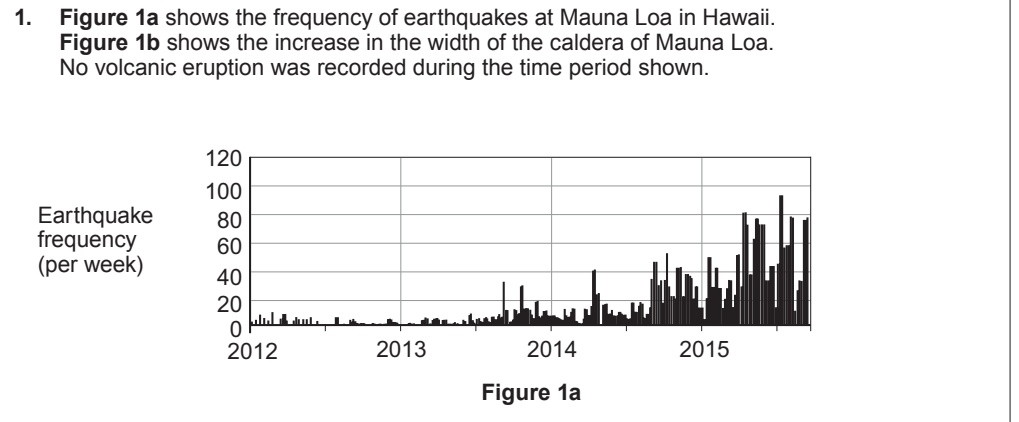 1. Figure 1a shows the frequency of earthquakes at Mauna Loa in Hawaii.
Figure 1b shows the increase in the width of the caldera of Mauna Loa.
No volcanic eruption was recorded during the time period shown.
Earthquake
frequency
(per week)
120
100
80
60
40
20
0
2012 2013 2014 2015
Figure 1a